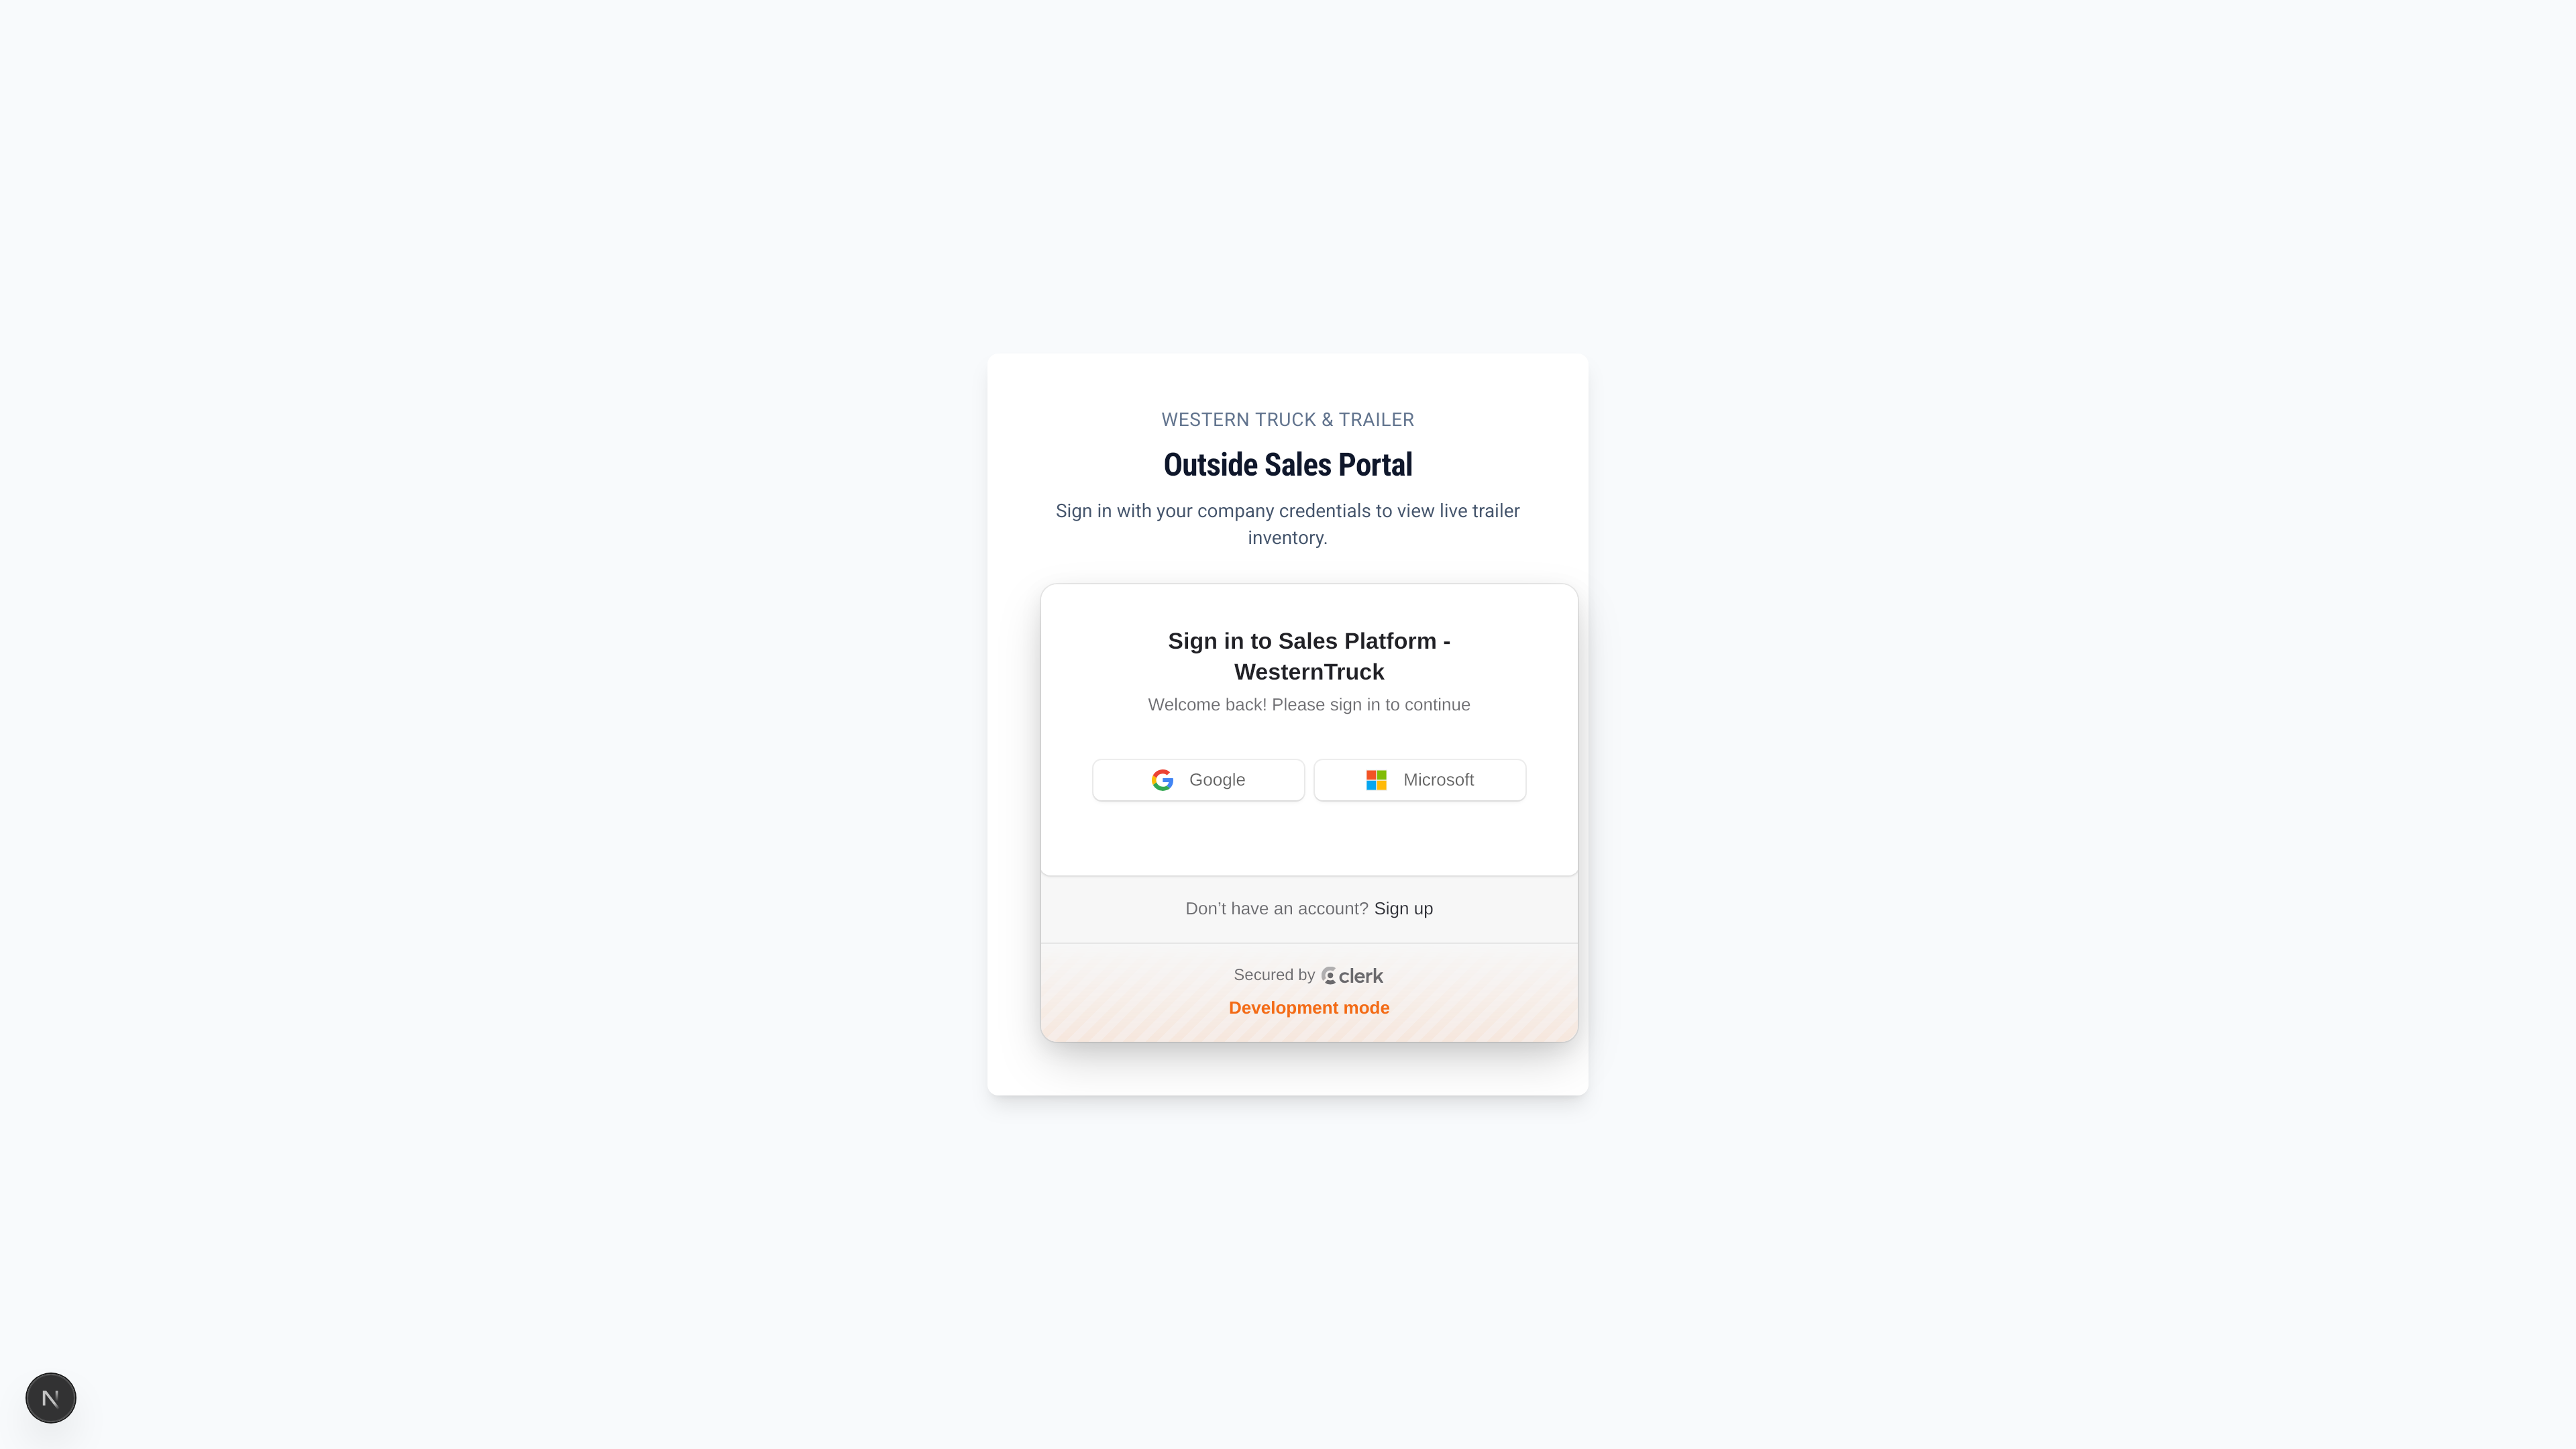 WESTERN TRUCK & TRAILER
Outside Sales Portal
Sign in with your company credentials to view live trailer
inventory.
Sign in to Sales Platform -
WesternTruck
Welcome back! Please sign in to continue
Google
Microsoft
Don’t have an account? Sign up
Secured by clerk
Development mode
N